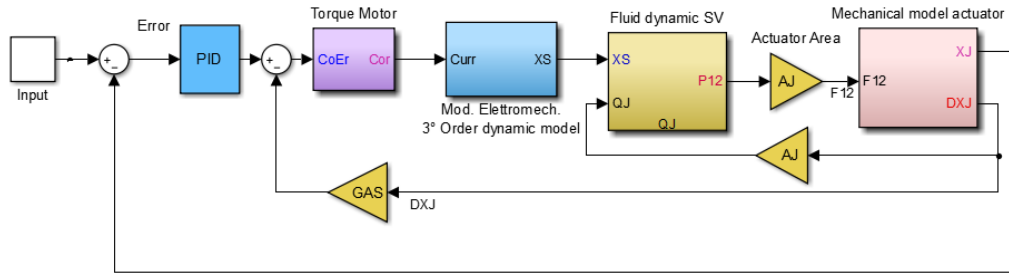 Input
Error
PID
Torque Motor
CoEr
Cor
Curr
XS
Mod. Elettromech.
3° Order dynamic model
Fluid dynamic SV
XS
P12
QJ
QJ
Actuator Area
AJ
F12
Mechanical model actuator
F12
XJ
DXJ
AJ
GAS
DXJ